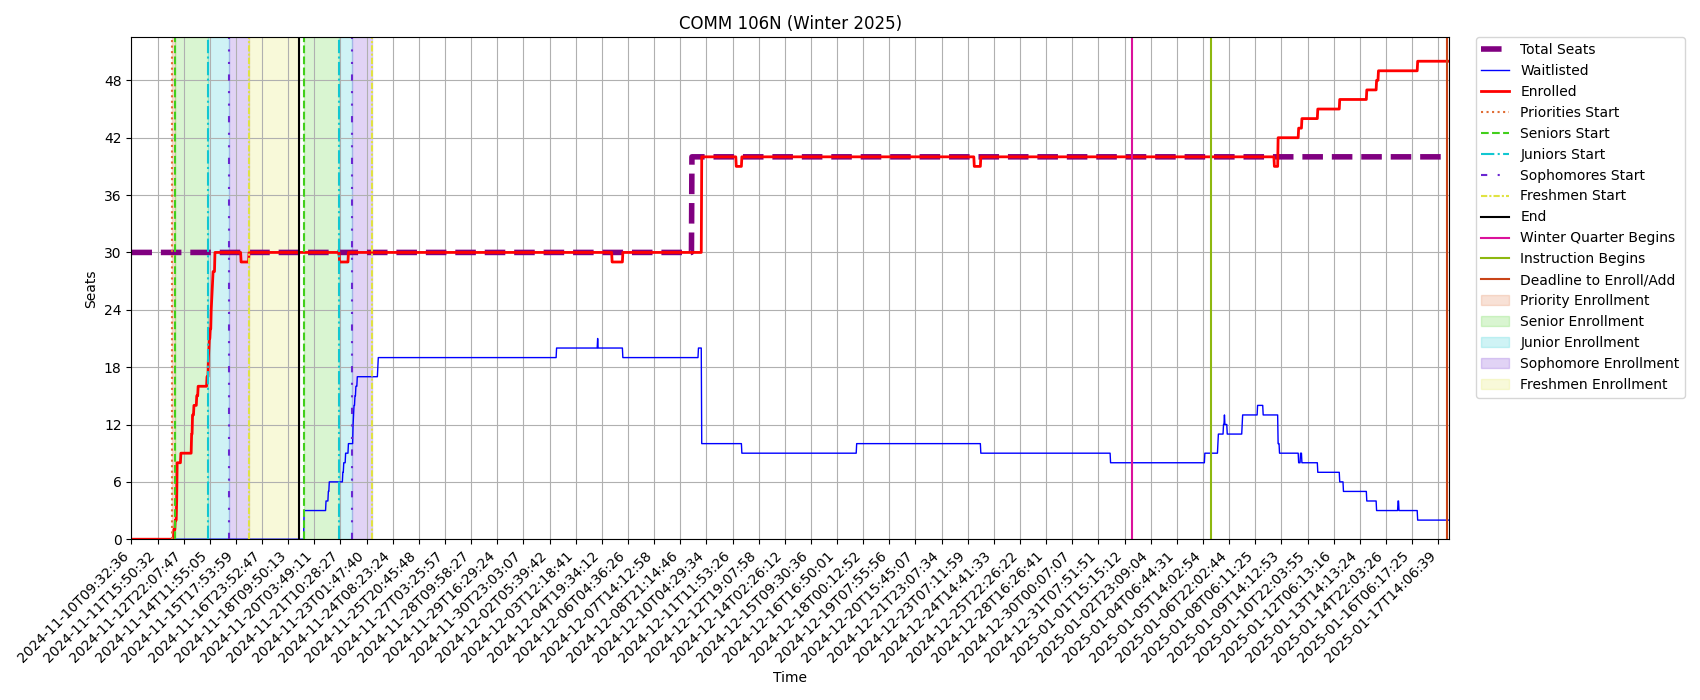 COMM 106N (Winter 2025)
Seats
48
42
36
30
24
18
12
6
0
2024-11-10T09:32:36
2024-11-11T15:50:32
2024-11-12T22:07:47
2024-11-14T11:55:05
2024-11-15T17:53:59
2024-11-16T23:52:47
2024-11-18T09:50:13
2024-11-20T03:49:11
2024-11-21T10:28:27
2024-11-23T01:47:40
2024-11-24T08:23:24
2024-11-25T20:45:48
2024-11-27T03:25:57
2024-11-28T09:58:27
2024-11-29T16:29:24
2024-11-30T23:03:07
2024-12-02T05:39:42
2024-12-03T12:18:41
2024-12-04T19:34:12
2024-12-06T04:36:26
2024-12-07T14:12:58
2024-12-08T21:14:46
2024-12-10T04:29:34
2024-12-11T11:53:26
2024-12-12T19:07:58
2024-12-14T02:26:12
2024-12-15T09:30:36
2024-12-16T16:50:01
2024-12-18T00:12:52
2024-12-19T07:55:56
2024-12-20T15:45:07
2024-12-21T23:07:34
2024-12-23T07:11:59
2024-12-24T14:41:33
2024-12-25T22:26:22
2024-12-28T16:26:41
2024-12-30T00:07:07
2024-12-31T07:51:51
2025-01-01T15:15:12
2025-01-02T23:09:04
2025-01-04T06:44:31
2025-01-05T14:02:54
2025-01-06T22:02:44
2025-01-08T06:11:25
2025-01-09T14:12:53
2025-01-10T22:03:55
2025-01-12T06:13:16
2025-01-13T14:13:24
2025-01-14T22:03:26
2025-01-16T06:17:25
2025-01-17T14:06:39
Time
Total Seats
Waitlisted
Enrolled
Priorities Start
Seniors Start
Juniors Start
Sophomores Start
Freshmen Start
End
Winter Quarter Begins
Instruction Begins
Deadline to Enroll/Add
Priority Enrollment
Senior Enrollment
Junior Enrollment
Sophomore Enrollment
Freshmen Enrollment